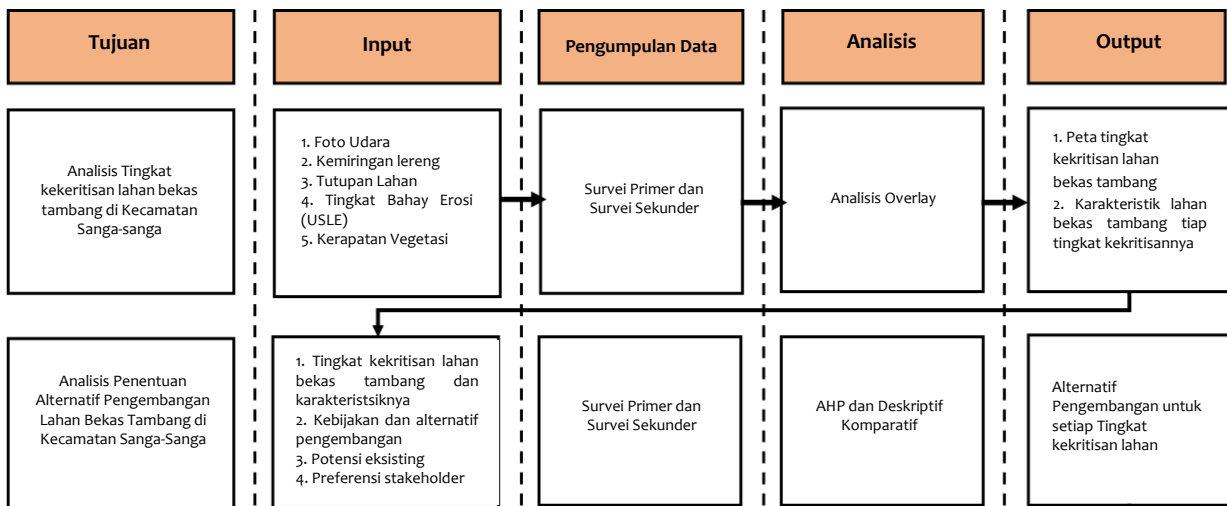 Tujuan
Input
Pengumpulan Data
Analisis
Output
Analisis Tingkat
kekeritisan lahan bekas
tambang di Kecamatan
Sanga-sanga
1. Foto Udara
2. Kemiringan lereng
3. Tutupan Lahan
4. Tingkat Bahay Erosi
(USLE)
5. Kerapatan Vegetasi
Survei Primer dan
Survei Sekunder
Analisis Overlay
1. Peta tingkat
kekritisan lahan
bekas tambang
2. Karakteristik lahan
bekas tambang tiap
tingkat kekritisannya
Analisis Penentuan
Alternatif Pengembangan
Lahan Bekas Tambang di
Kecamatan Sanga-Sanga
1. Tingkat kekritisan lahan
bekas tambang dan
karakteristsiknya
2. Kebijakan dan alternatif
pengembangan
3. Potensi eksisting
4. Preferensi stakeholder
Survei Primer dan
Survei Sekunder
AHP dan Deskriptif
Komparatif
Alternatif
Pengembangan untuk
setiap Tingkat
kekritisan lahan